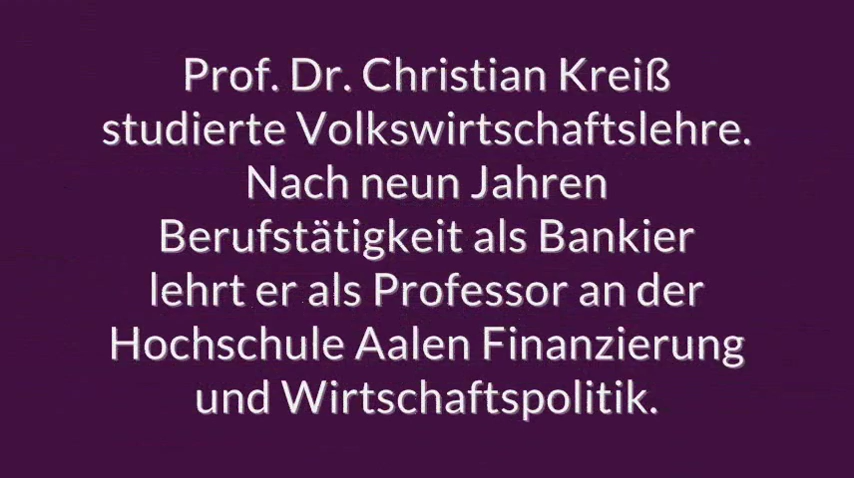 Prof. Dr. Christian Kreiß
studierte Volkswirtschaftslehre.
Nach neun Jahren
Berufstätigkeit als Bankier
lehrt er als Professor an der
Hochschule Aalen Finanzierung
und Wirtschaftspolitik.